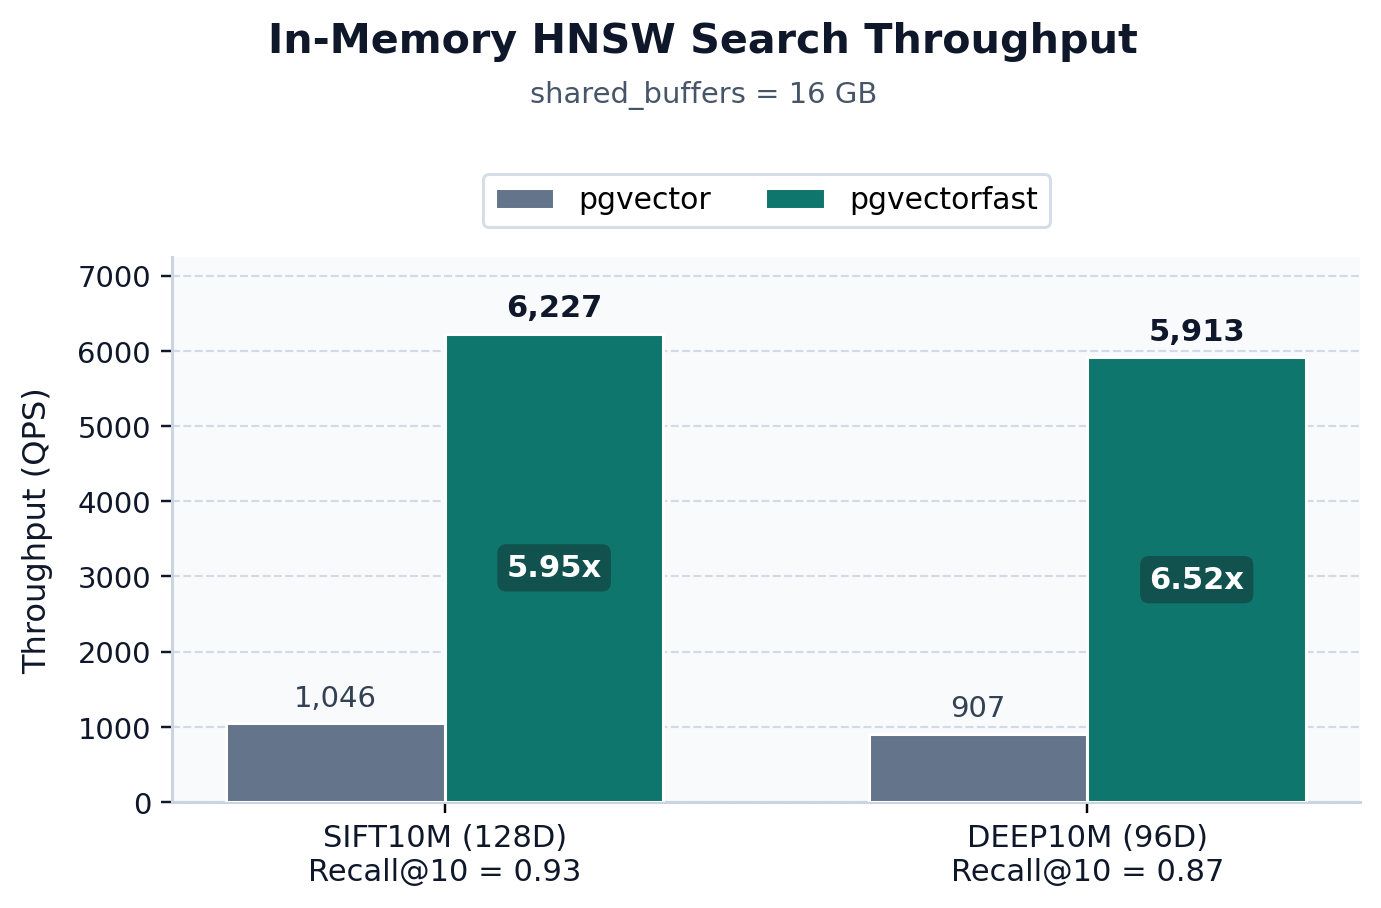 In-Memory HNSW Search Throughput
shared_buffers = 16 GB
pgvector
pgvectorfast
Throughput (QPS)
7000
6000
5000
4000
3000
2000
1000
0
1,046
6,227
5.95x
907
5,913
6.52x
SIFT10M (128D)
Recall@10 = 0.93
DEEP10M (96D)
Recall@10 = 0.87